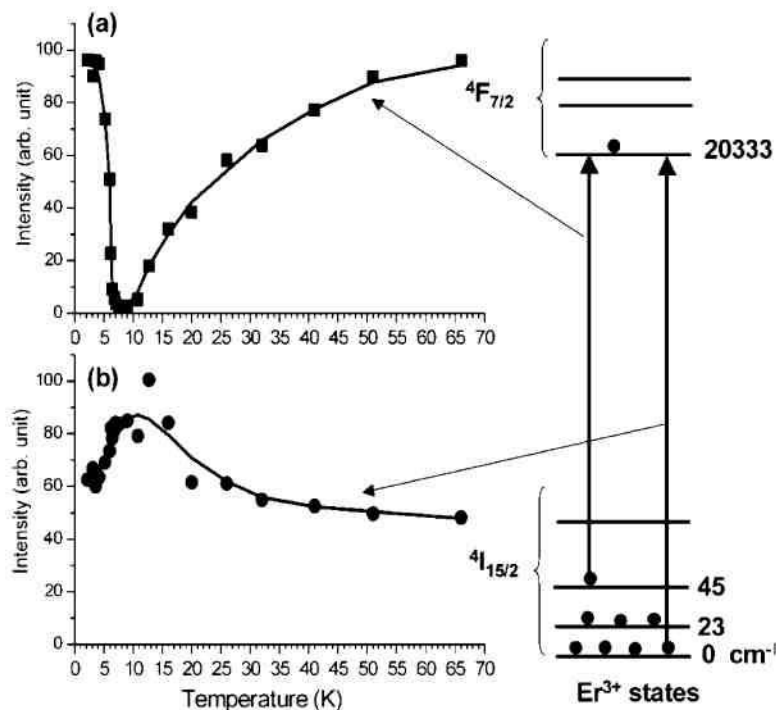 (a)
100
80
60
40
20
0
Intensity (arb. unit)
0 5 10 15 20 25 30 35 40 45 50 55 60 65 70
Temperature (K)
(b)
100
80
60
40
20
0
Intensity (arb. unit)
0 5 10 15 20 25 30 35 40 45 50 55 60 65 70
Temperature (K)
⁴F₇/₂
20333
⁴I₁₅/₂
45
23
0 cm⁻¹
Er³⁺ states